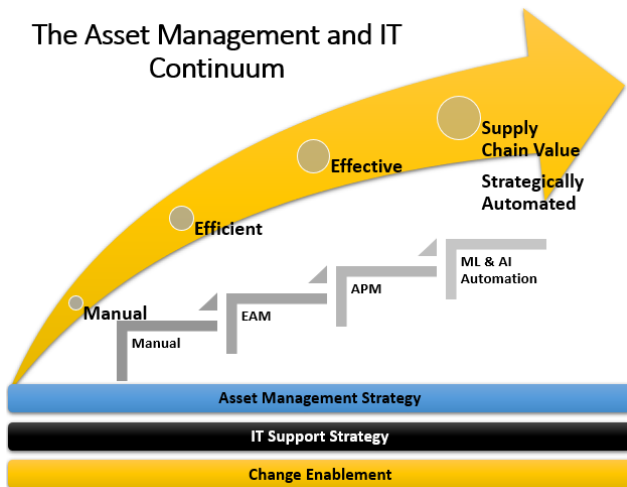 The Asset Management and IT
Continuum
Supply
Chain Value
Strategically
Automated
Effective
Efficient
Manual
ML & AI
Automation
APM
EAM
Manual
Asset Management Strategy
IT Support Strategy
Change Enablement